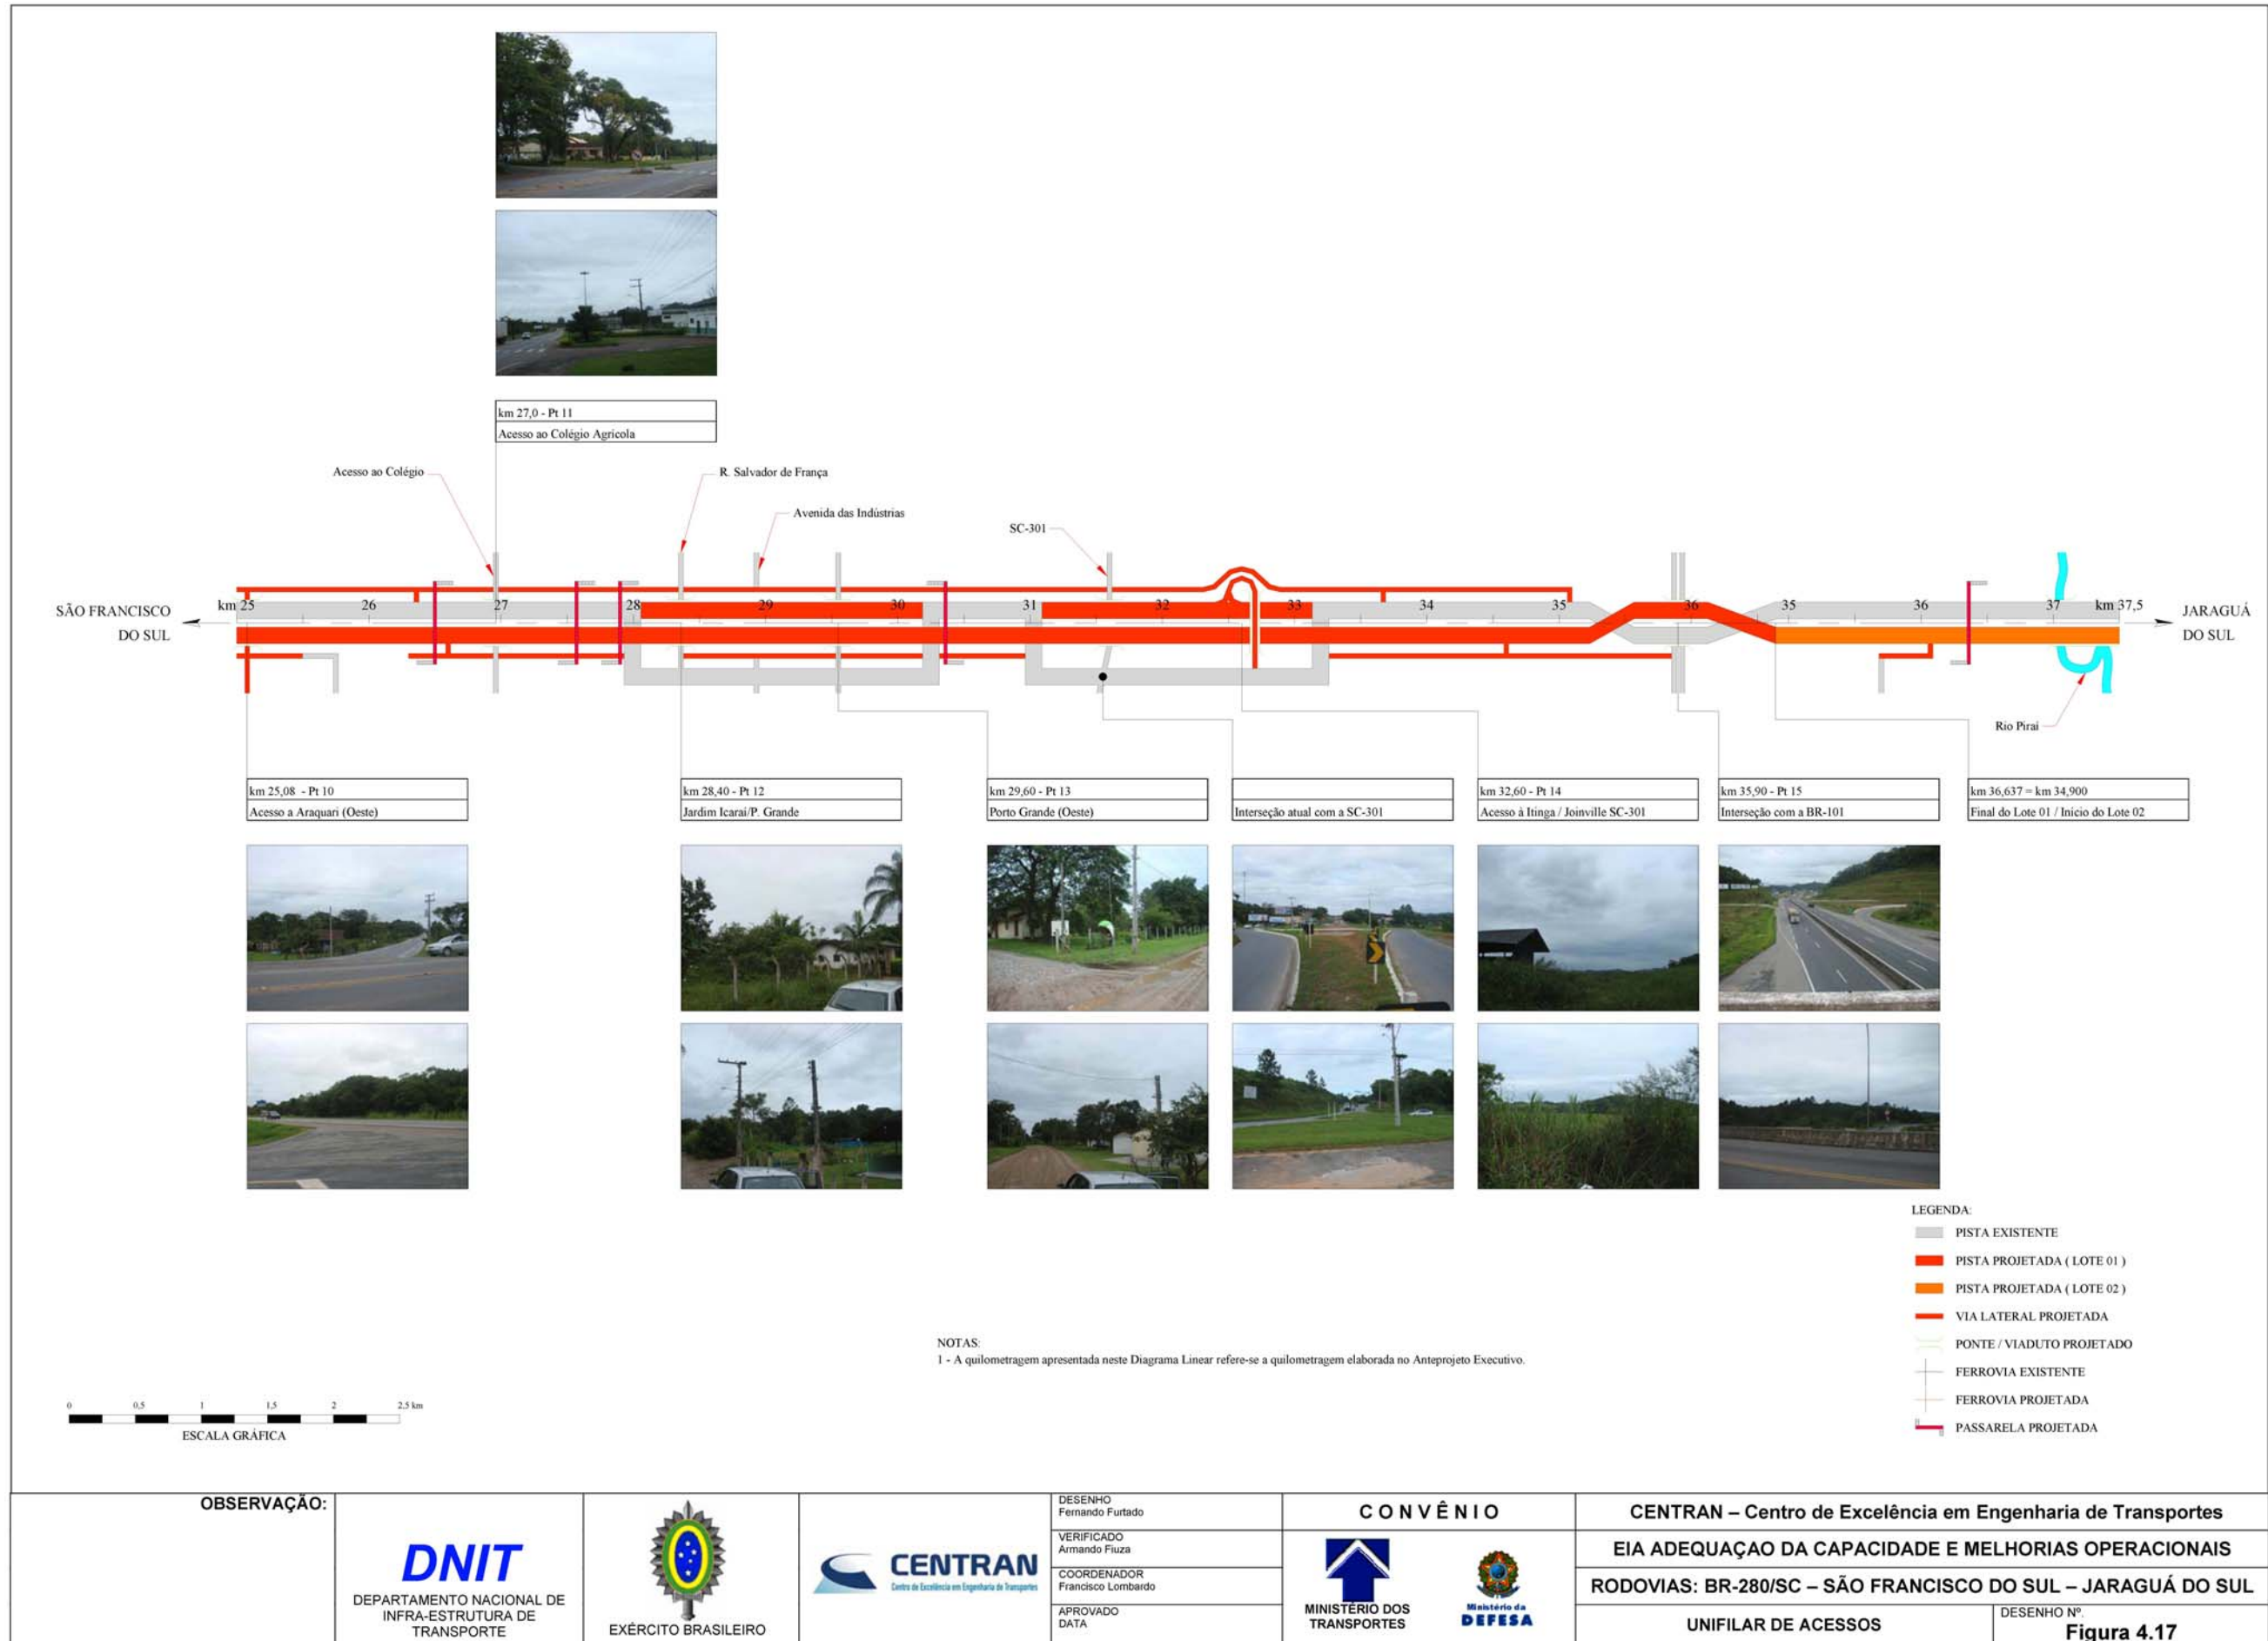 km 27,0 - Pt 11
Acesso ao Colégio Agrícola
Acesso ao Colégio
R. Salvador de França
Avenida das Indústrias
SC-301
SÃO FRANCISCO
DO SUL
km 25
26
27
28
29
30
31
32
33
34
35
36
35
36
37
km 37,5
JARAGUÁ
DO SUL
Rio Piraí
km 25,08 - Pt 10
Acesso a Araquari (Oeste)
km 28,40 - Pt 12
Jardim Icaraí/P. Grande
km 29,60 - Pt 13
Porto Grande (Oeste)
Interseção atual com a SC-301
km 32,60 - Pt 14
Acesso à Itinga / Joinville SC-301
km 35,90 - Pt 15
Interseção com a BR-101
km 36,637 = km 34,900
Final do Lote 01 / Início do Lote 02
LEGENDA:
PISTA EXISTENTE
PISTA PROJETADA ( LOTE 01 )
PISTA PROJETADA ( LOTE 02 )
VIA LATERAL PROJETADA
PONTE / VIADUTO PROJETADO
FERROVIA EXISTENTE
FERROVIA PROJETADA
PASSARELA PROJETADA
NOTAS:
1 - A quilometragem apresentada neste Diagrama Linear refere-se a quilometragem elaborada no Anteprojeto Executivo.
0 0,5 1 1,5 2 2,5 km
ESCALA GRÁFICA
OBSERVAÇÃO:
DNIT
DEPARTAMENTO NACIONAL DE
INFRA-ESTRUTURA DE
TRANSPORTE
EXÉRCITO BRASILEIRO
CENTRAN
Centro de Excelência em Engenharia de Transportes
DESENHO
Fernando Furtado
VERIFICADO
Armando Fiuza
COORDENADOR
Francisco Lombardo
APROVADO
DATA
CONVÊNIO
MINISTÉRIO DOS
TRANSPORTES
Ministério da
DEFESA
CENTRAN – Centro de Excelência em Engenharia de Transportes
EIA ADEQUAÇAO DA CAPACIDADE E MELHORIAS OPERACIONAIS
RODOVIAS: BR-280/SC – SÃO FRANCISCO DO SUL – JARAGUÁ DO SUL
UNIFILAR DE ACESSOS
DESENHO Nº.
Figura 4.17